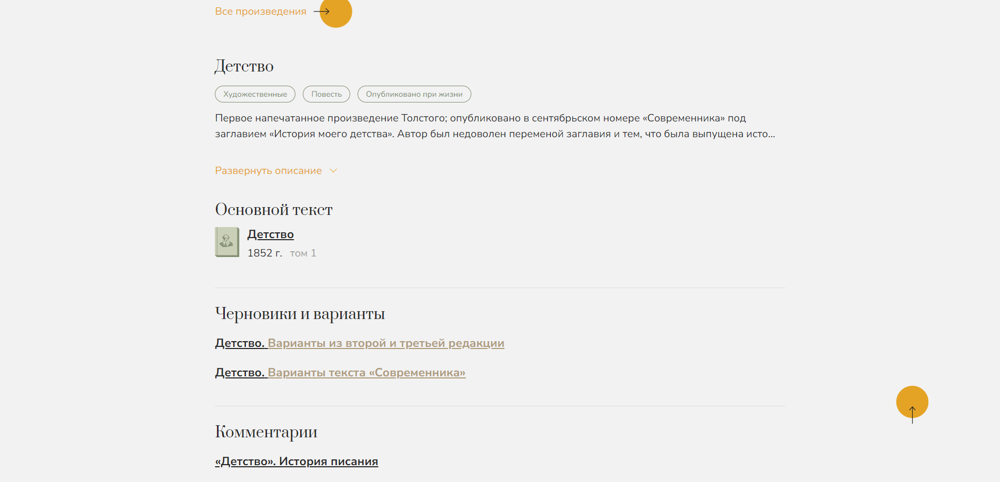 Все произведения
Детство
Художественные
Повесть
Опубликовано при жизни
Первое напечатанное произведение Толстого; опубликовано в сентябрьском номере «Современника» под
заглавием «История моего детства». Автор был недоволен переменой заглавия и тем, что была выпущена исто...
Развернуть описание
Основной текст
Детство
1852 г. том 1
Черновики и варианты
Детство. Варианты из второй и третьей редакции
Детство. Варианты текста «Современника»
Комментарии
«Детство». История писания